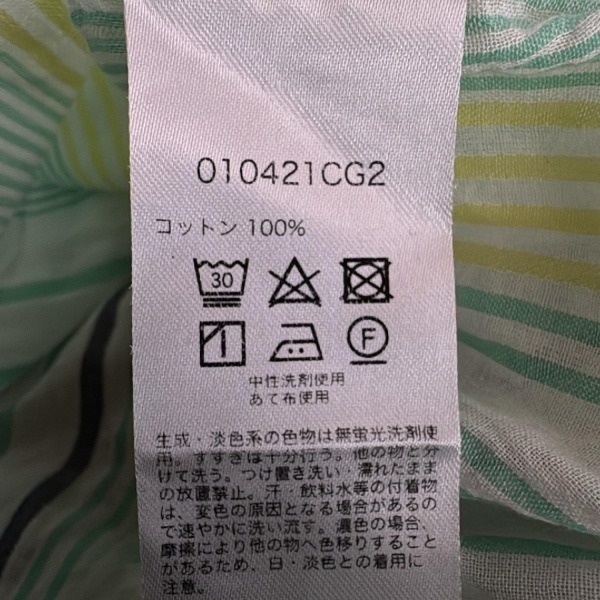 010421CG2
コットン 100%
30
F
中性洗剤使用
あて布使用
生成・淡色系の色物は無蛍光洗剤使
用。すすぎは十分行う。他の物と分
けて洗う。つけ置き洗い・濡れたまま
の放置禁止。汗・飲料水等の付着物
は、変色の原因となる場合があるの
で速やかに洗い流す。濃色の場合、
摩擦により他の物へ色移りすること
があるため、白・淡色との着用に
注意。